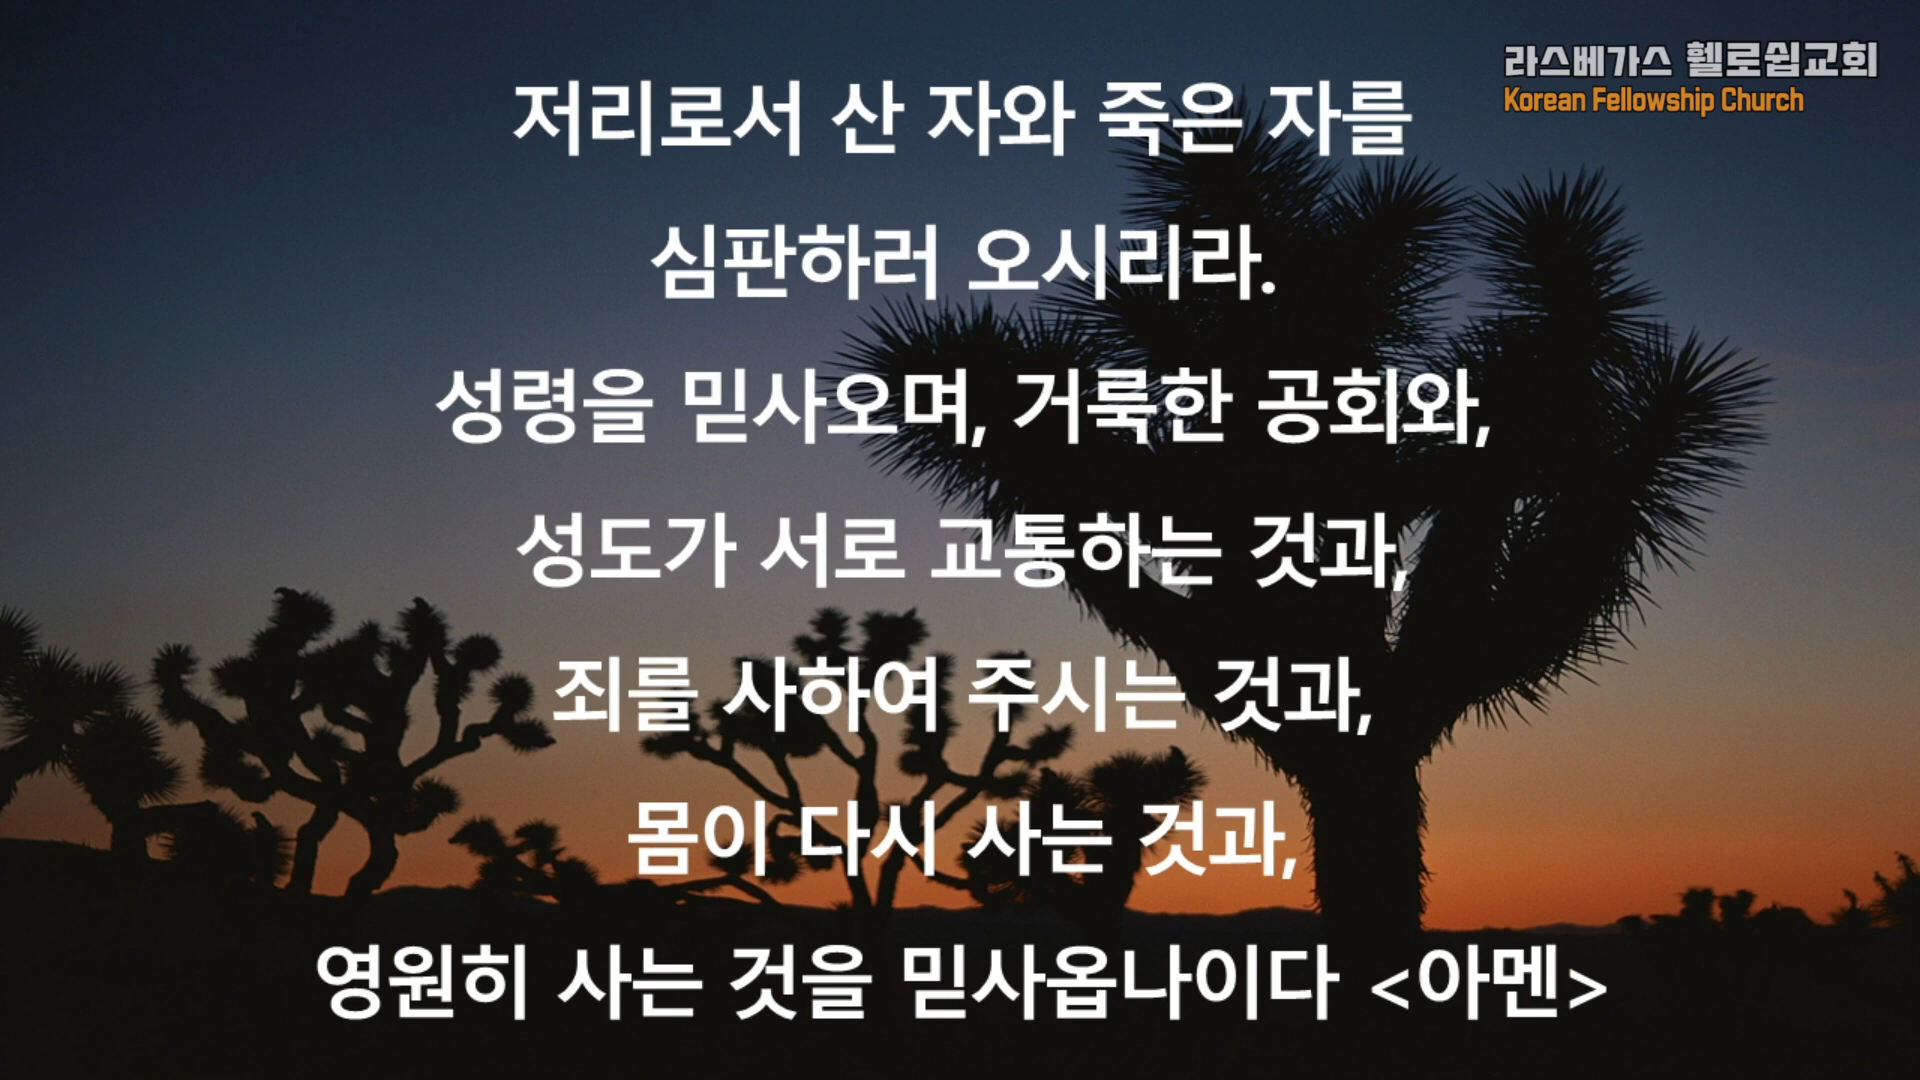 라스베가스 휄로쉽교회
Korean Fellowship Church
저리로서 산 자와 죽은 자를
심판하러 오시리라.
성령을 믿사오며, 거룩한 공회와,
성도가 서로 교통하는 것과,
죄를 사하여 주시는 것과,
몸이 다시 사는 것과,
영원히 사는 것을 믿사옵나이다 <아멘>